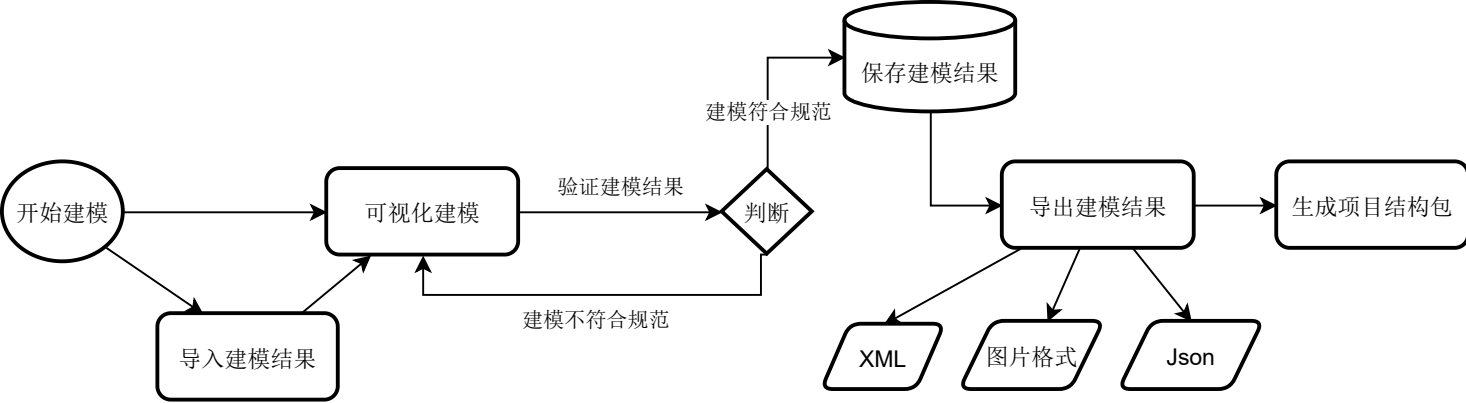 保存建模结果
建模符合规范
开始建模
可视化建模
验证建模结果
判断
导出建模结果
生成项目结构包
建模不符合规范
导入建模结果
XML
图片格式
Json